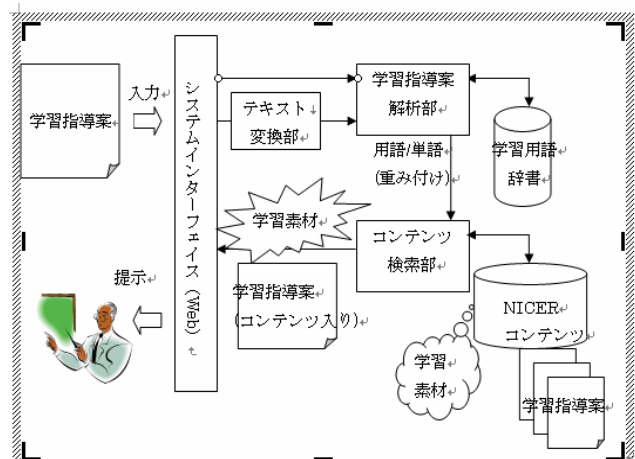 学習指導案
入力
システムインターフェイス(Web)
テキスト
変換部
学習指導案
解析部
学習用語
辞書
用語/単語
(重み付け)
学習素材
コンテンツ
検索部
学習指導案
(コンテンツ入り)
提示
NICER
コンテンツ
学習
素材
学習指導案